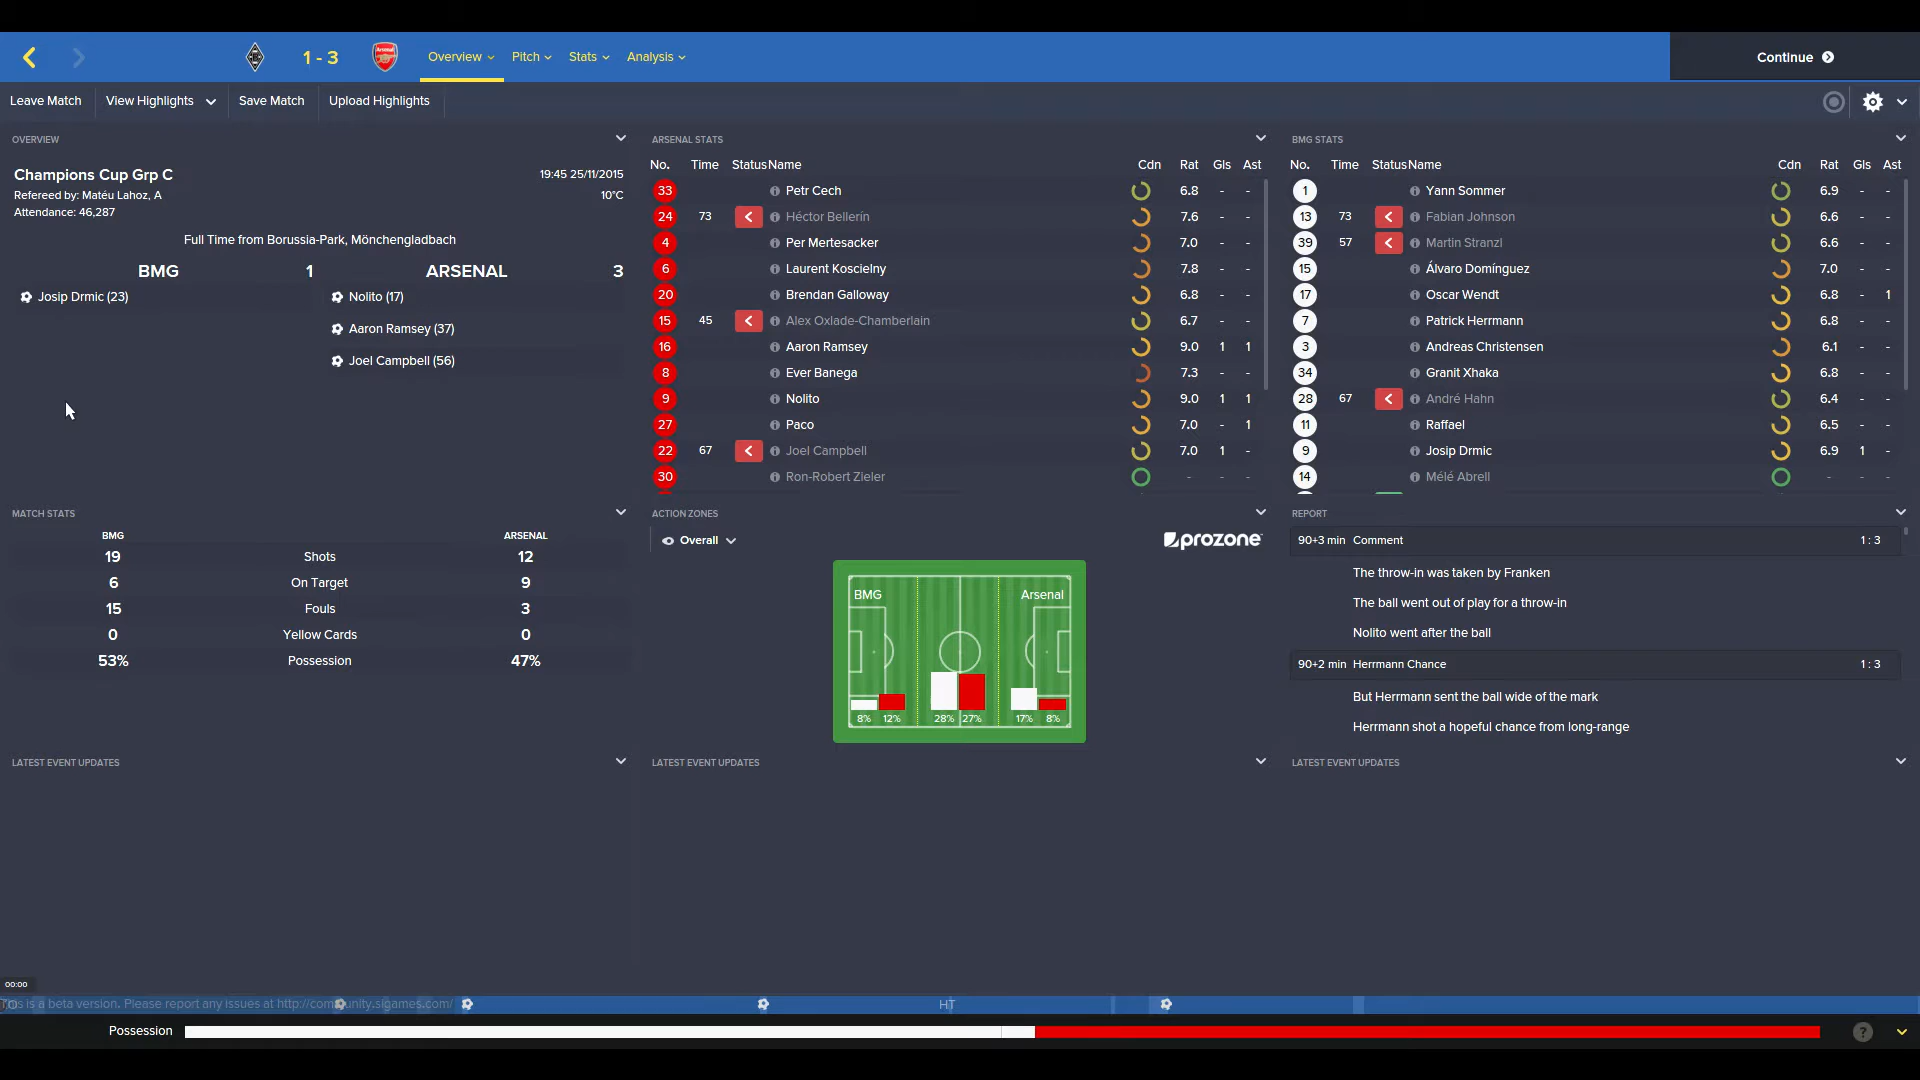 1 - 3
Overview
Pitch
Stats
Analysis
Continue
Leave Match
View Highlights
Save Match
Upload Highlights
OVERVIEW
Champions Cup Grp C
19:45 25/11/2015
Refereed by: Matéu Lahoz, A
10°C
Attendance: 46,287
Full Time from Borussia-Park, Mönchengladbach
BMG 1 ARSENAL 3
Josip Drmic (23)
Nolito (17)
Aaron Ramsey (37)
Joel Campbell (56)
ARSENAL STATS
No. Time Status Name Cdn Rat Gls Ast
33 Petr Cech 6.8 - -
24 73 Héctor Bellerín 7.6 - -
4 Per Mertesacker 7.0 - -
6 Laurent Koscielny 7.8 - -
20 Brendan Galloway 6.8 - -
15 45 Alex Oxlade-Chamberlain 6.7 - -
16 Aaron Ramsey 9.0 1 1
8 Ever Banega 7.3 - -
9 Nolito 9.0 1 1
27 Paco 7.0 - 1
22 67 Joel Campbell 7.0 1 -
30 Ron-Robert Zieler - - -
BMG STATS
No. Time Status Name Cdn Rat Gls Ast
1 Yann Sommer 6.9 - -
13 73 Fabian Johnson 6.6 - -
39 57 Martin Stranzl 6.6 - -
15 Álvaro Domínguez 7.0 - -
17 Oscar Wendt 6.8 - 1
7 Patrick Herrmann 6.8 - -
3 Andreas Christensen 6.1 - -
34 Granit Xhaka 6.8 - -
28 67 André Hahn 6.4 - -
11 Raffael 6.5 - -
9 Josip Drmic 6.9 1 -
14 Mélé Abrell - - -
MATCH STATS
BMG ARSENAL
19 Shots 12
6 On Target 9
15 Fouls 3
0 Yellow Cards 0
53% Possession 47%
ACTION ZONES
Overall
prozone
BMG Arsenal
8% 12% 28% 27% 17% 8%
REPORT
90+3 min Comment 1 : 3
The throw-in was taken by Franken
The ball went out of play for a throw-in
Nolito went after the ball
90+2 min Herrmann Chance 1 : 3
But Herrmann sent the ball wide of the mark
Herrmann shot a hopeful chance from long-range
LATEST EVENT UPDATES
LATEST EVENT UPDATES
LATEST EVENT UPDATES
00:00
This is a beta version. Please report any issues at http://community.sigames.com/
HT
Possession
?